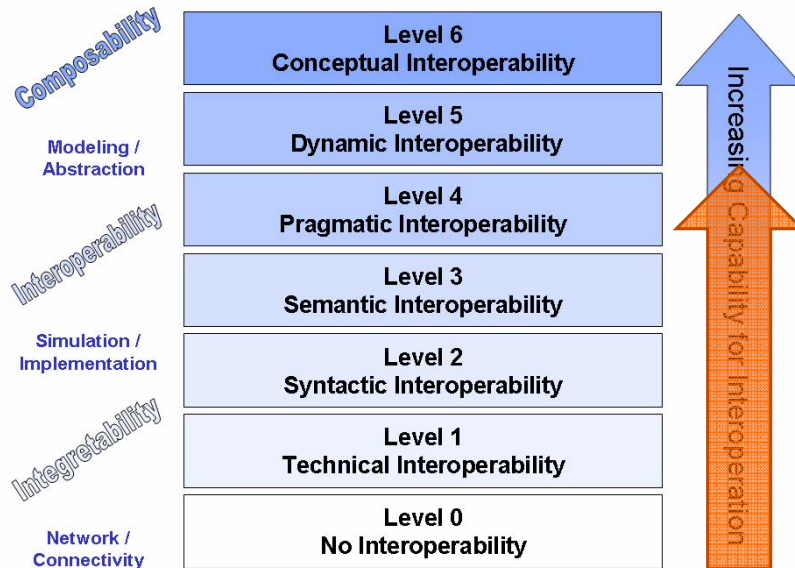 Composability
Level 6
Conceptual Interoperability
Modeling /
Abstraction
Level 5
Dynamic Interoperability
Interoperability
Level 4
Pragmatic Interoperability
Level 3
Semantic Interoperability
Simulation /
Implementation
Level 2
Syntactic Interoperability
Integretability
Level 1
Technical Interoperability
Network /
Connectivity
Level 0
No Interoperability
Increasing Capability for Interoperation